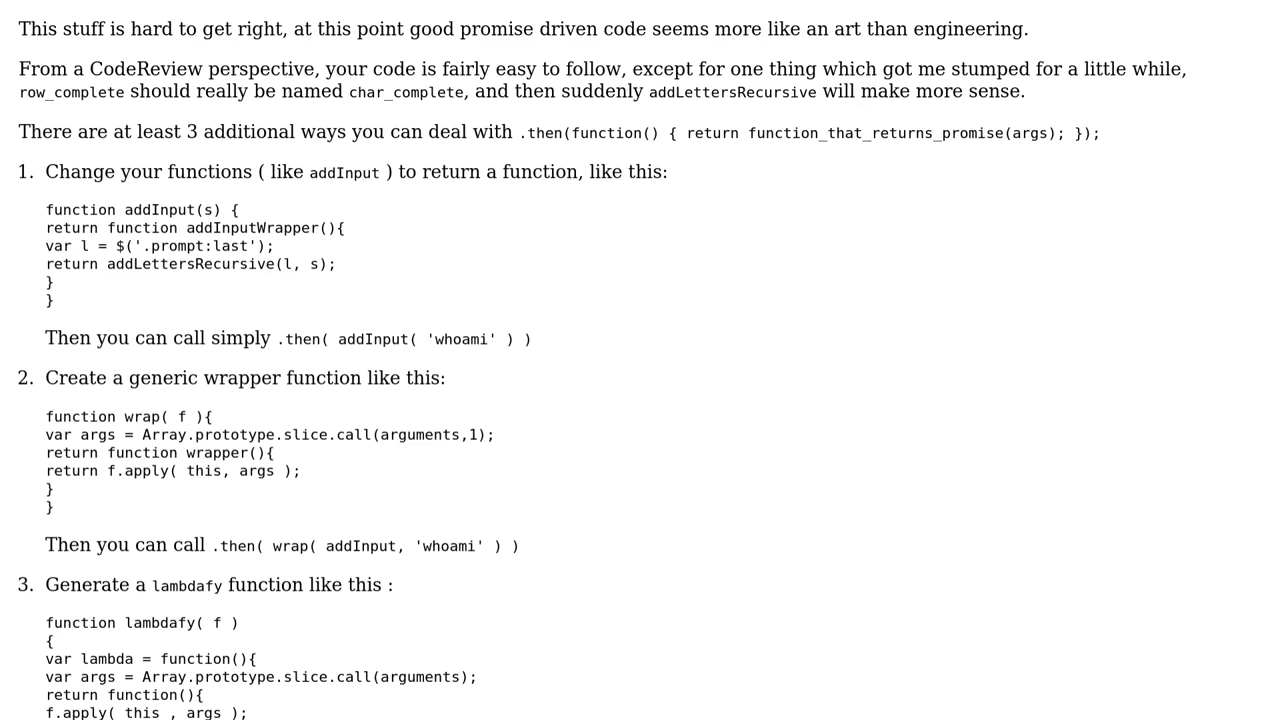 This stuff is hard to get right, at this point good promise driven code seems more like an art than engineering.
From a CodeReview perspective, your code is fairly easy to follow, except for one thing which got me stumped for a little while,
row_complete should really be named char_complete, and then suddenly addLettersRecursive will make more sense.
There are at least 3 additional ways you can deal with .then(function() { return function_that_returns_promise(args); });
1. Change your functions ( like addInput ) to return a function, like this:
function addInput(s) {
return function addInputWrapper(){
var l = $('.prompt:last');
return addLettersRecursive(l, s);
}
}
Then you can call simply .then( addInput( 'whoami' ) )
2. Create a generic wrapper function like this:
function wrap( f ){
var args = Array.prototype.slice.call(arguments,1);
return function wrapper(){
return f.apply( this, args );
}
}
Then you can call .then( wrap( addInput, 'whoami' ) )
3. Generate a lambdafy function like this :
function lambdafy( f )
{
var lambda = function(){
var args = Array.prototype.slice.call(arguments);
return function(){
f.apply( this , args );